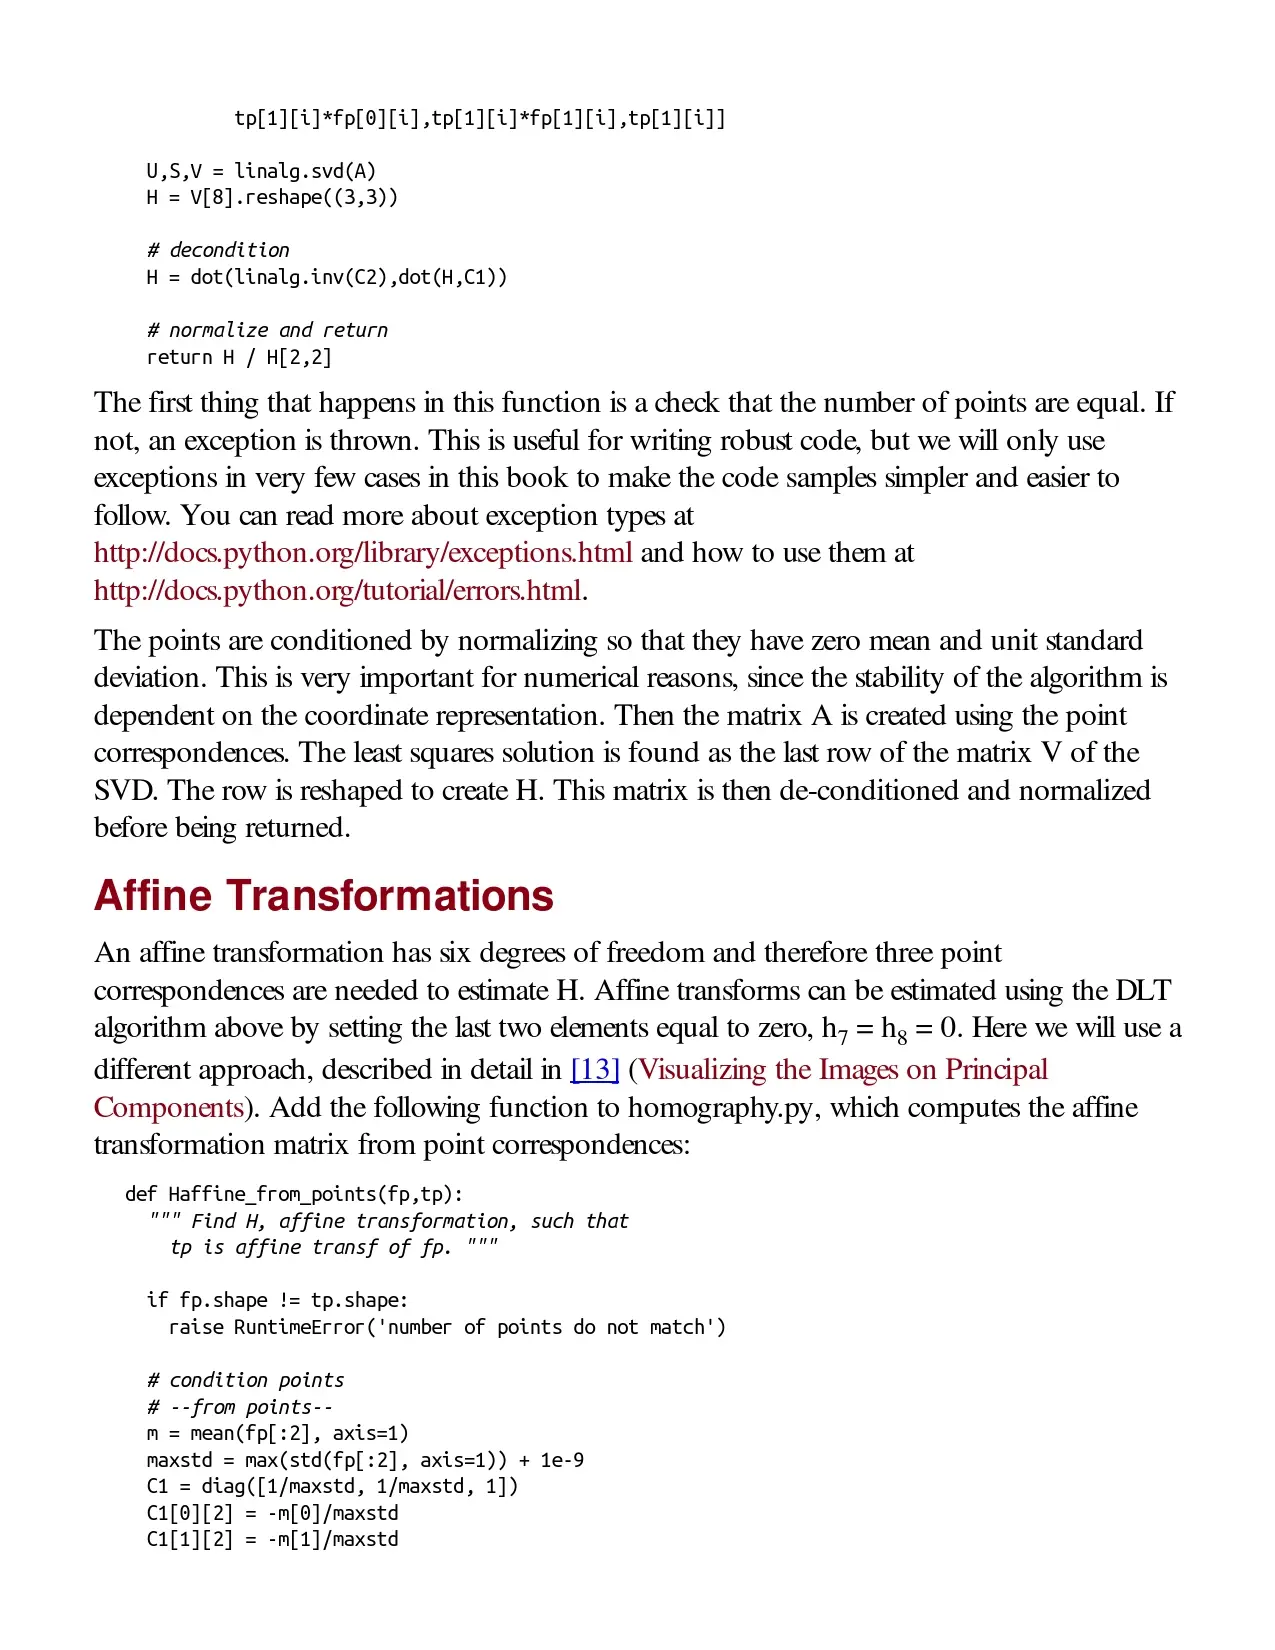 tp[1][i]*fp[0][i],tp[1][i]*fp[1][i],tp[1][i]]
U,S,V = linalg.svd(A)
H = V[8].reshape((3,3))
# decondition
H = dot(linalg.inv(C2),dot(H,C1))
# normalize and return
return H / H[2,2]
The first thing that happens in this function is a check that the number of points are equal. If
not, an exception is thrown. This is useful for writing robust code, but we will only use
exceptions in very few cases in this book to make the code samples simpler and easier to
follow. You can read more about exception types at
http://docs.python.org/library/exceptions.html and how to use them at
http://docs.python.org/tutorial/errors.html.
The points are conditioned by normalizing so that they have zero mean and unit standard
deviation. This is very important for numerical reasons, since the stability of the algorithm is
dependent on the coordinate representation. Then the matrix A is created using the point
correspondences. The least squares solution is found as the last row of the matrix V of the
SVD. The row is reshaped to create H. This matrix is then de-conditioned and normalized
before being returned.
Affine Transformations
An affine transformation has six degrees of freedom and therefore three point
correspondences are needed to estimate H. Affine transforms can be estimated using the DLT
algorithm above by setting the last two elements equal to zero, h7 = h8 = 0. Here we will use a
different approach, described in detail in [13] (Visualizing the Images on Principal
Components). Add the following function to homography.py, which computes the affine
transformation matrix from point correspondences:
def Haffine_from_points(fp,tp):
""" Find H, affine transformation, such that
tp is affine transf of fp. """
if fp.shape != tp.shape:
raise RuntimeError('number of points do not match')
# condition points
# --from points--
m = mean(fp[:2], axis=1)
maxstd = max(std(fp[:2], axis=1)) + 1e-9
C1 = diag([1/maxstd, 1/maxstd, 1])
C1[0][2] = -m[0]/maxstd
C1[1][2] = -m[1]/maxstd